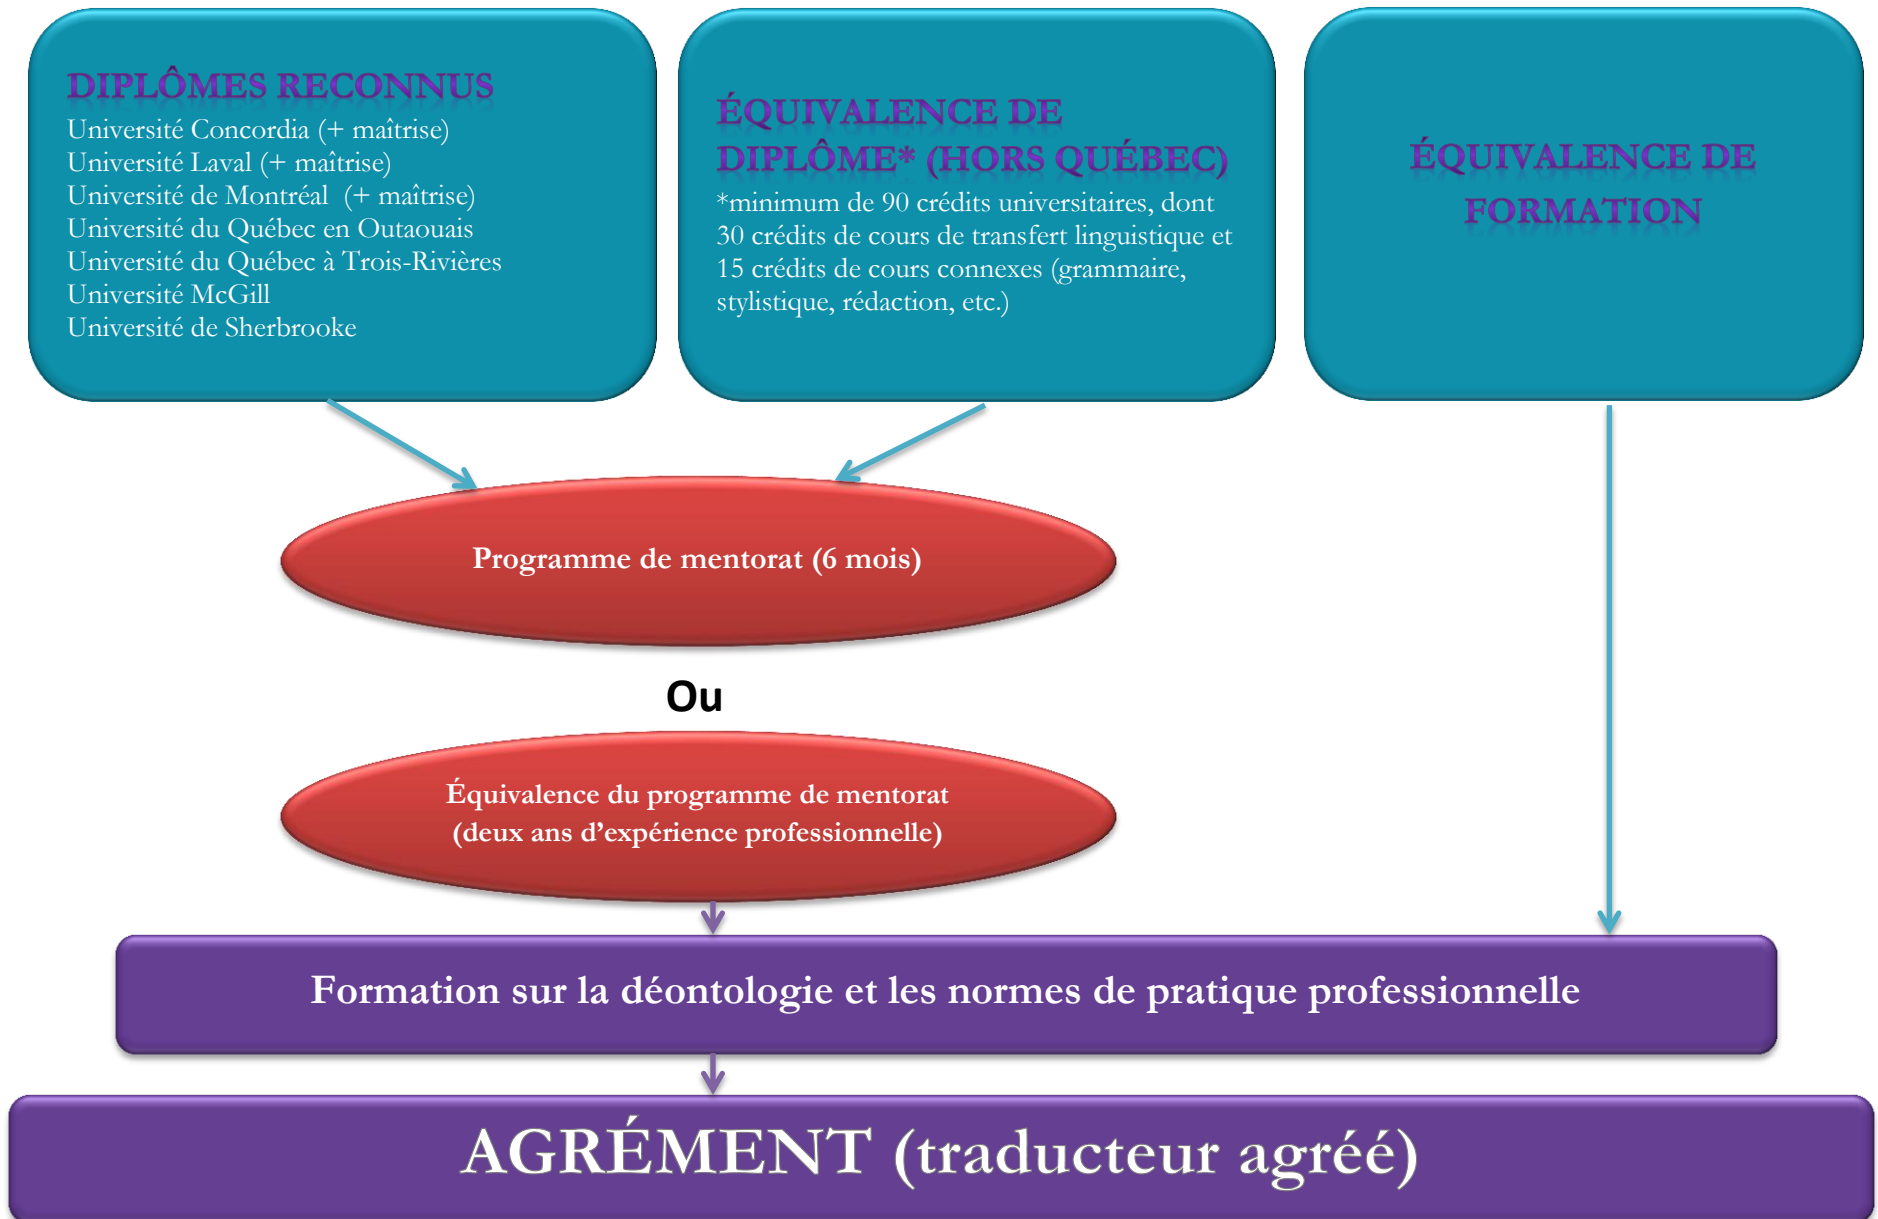 DIPLÔMES RECONNUS
Université Concordia (+ maîtrise)
Université Laval (+ maîtrise)
Université de Montréal (+ maîtrise)
Université du Québec en Outaouais
Université du Québec à Trois-Rivières
Université McGill
Université de Sherbrooke
ÉQUIVALENCE DE
DIPLÔME* (HORS QUÉBEC)
*minimum de 90 crédits universitaires, dont
30 crédits de cours de transfert linguistique et
15 crédits de cours connexes (grammaire,
stylistique, rédaction, etc.)
ÉQUIVALENCE DE
FORMATION
Programme de mentorat (6 mois)
Ou
Équivalence du programme de mentorat
(deux ans d’expérience professionnelle)
Formation sur la déontologie et les normes de pratique professionnelle
AGRÉMENT (traducteur agréé)